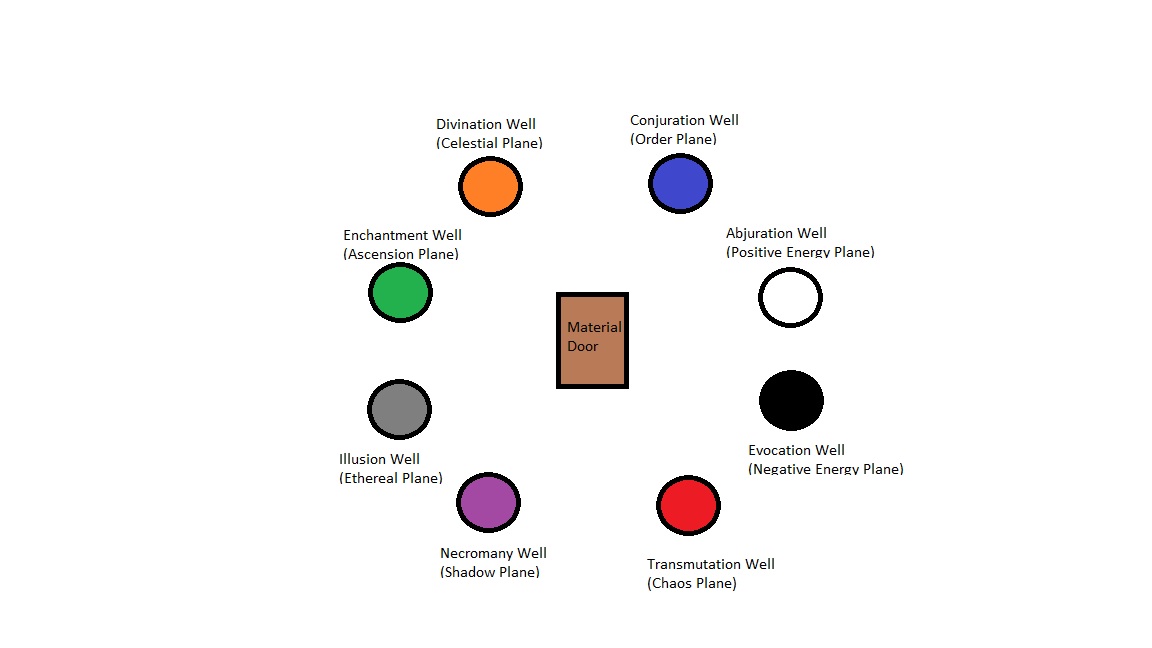 Divination Well
(Celestial Plane)
Conjuration Well
(Order Plane)
Enchantment Well
(Ascension Plane)
Abjuration Well
(Positive Energy Plane)
Material
Door
Illusion Well
(Ethereal Plane)
Evocation Well
(Negative Energy Plane)
Necromany Well
(Shadow Plane)
Transmutation Well
(Chaos Plane)